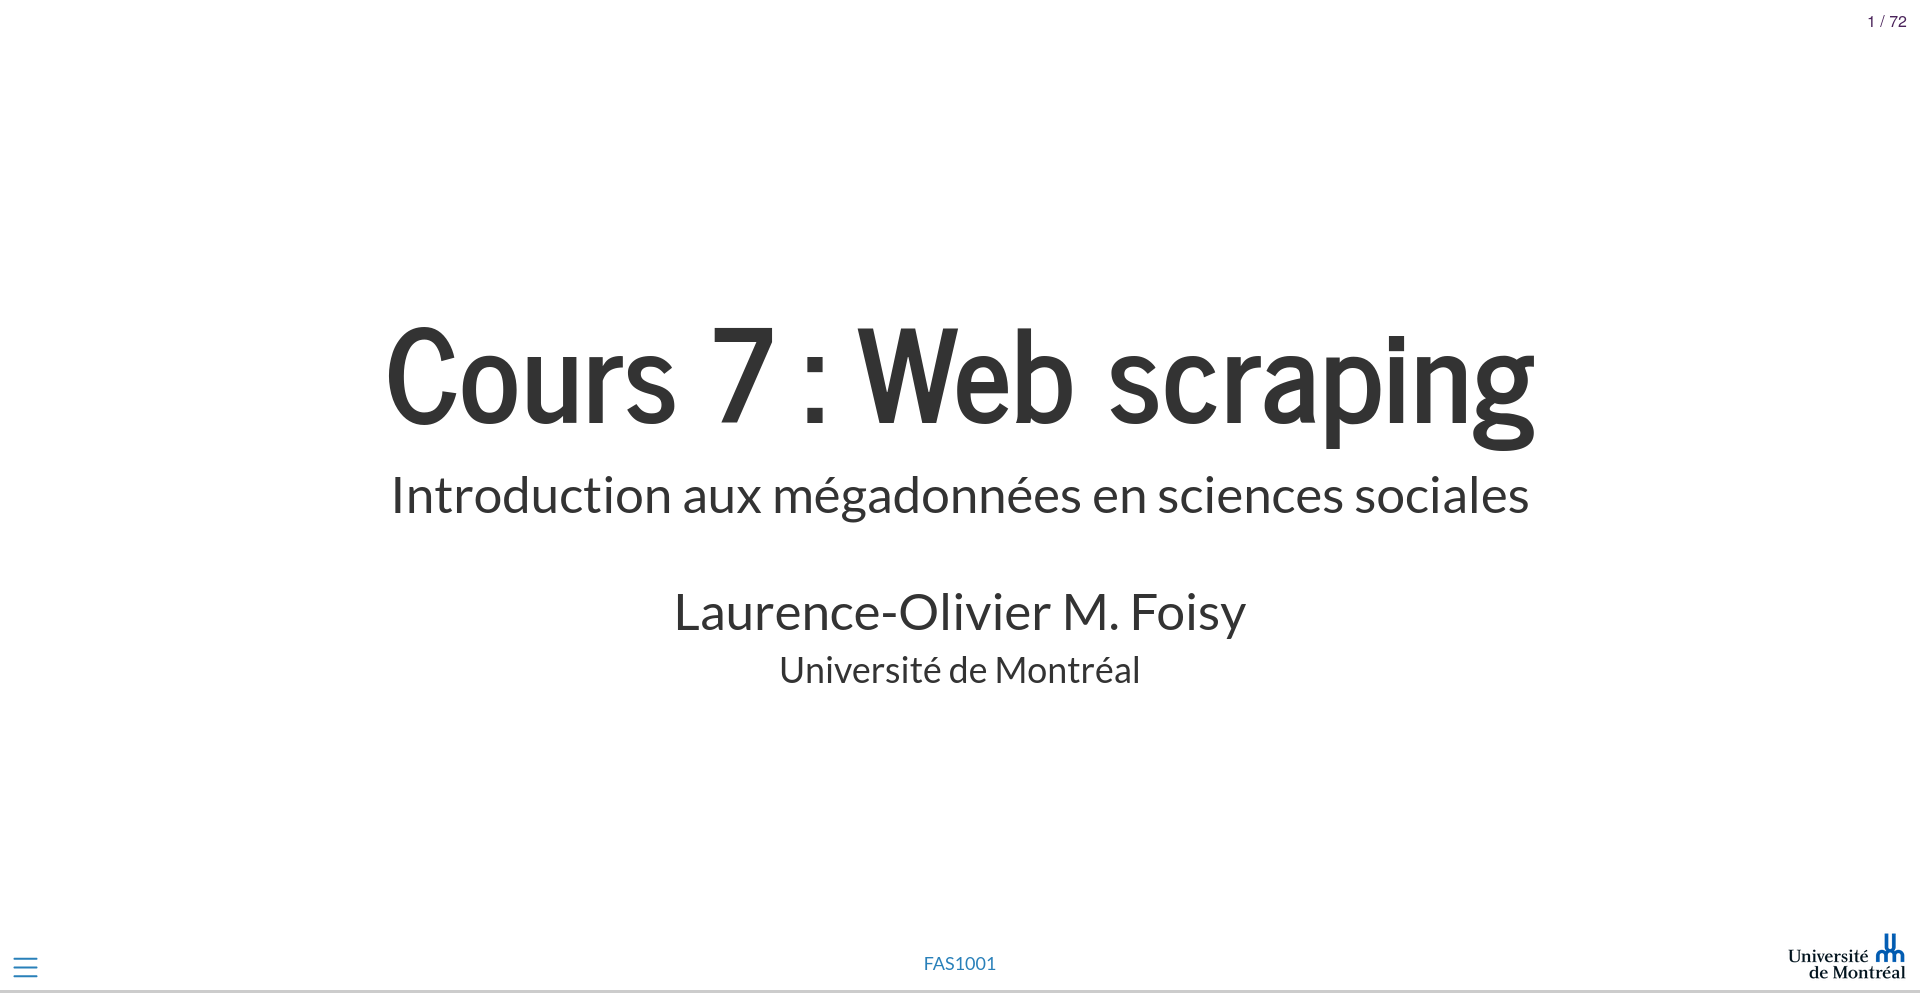 1 / 72
Cours 7 : Web scraping
Introduction aux mégadonnées en sciences sociales
Laurence-Olivier M. Foisy
Université de Montréal
FAS1001
Université
de Montréal